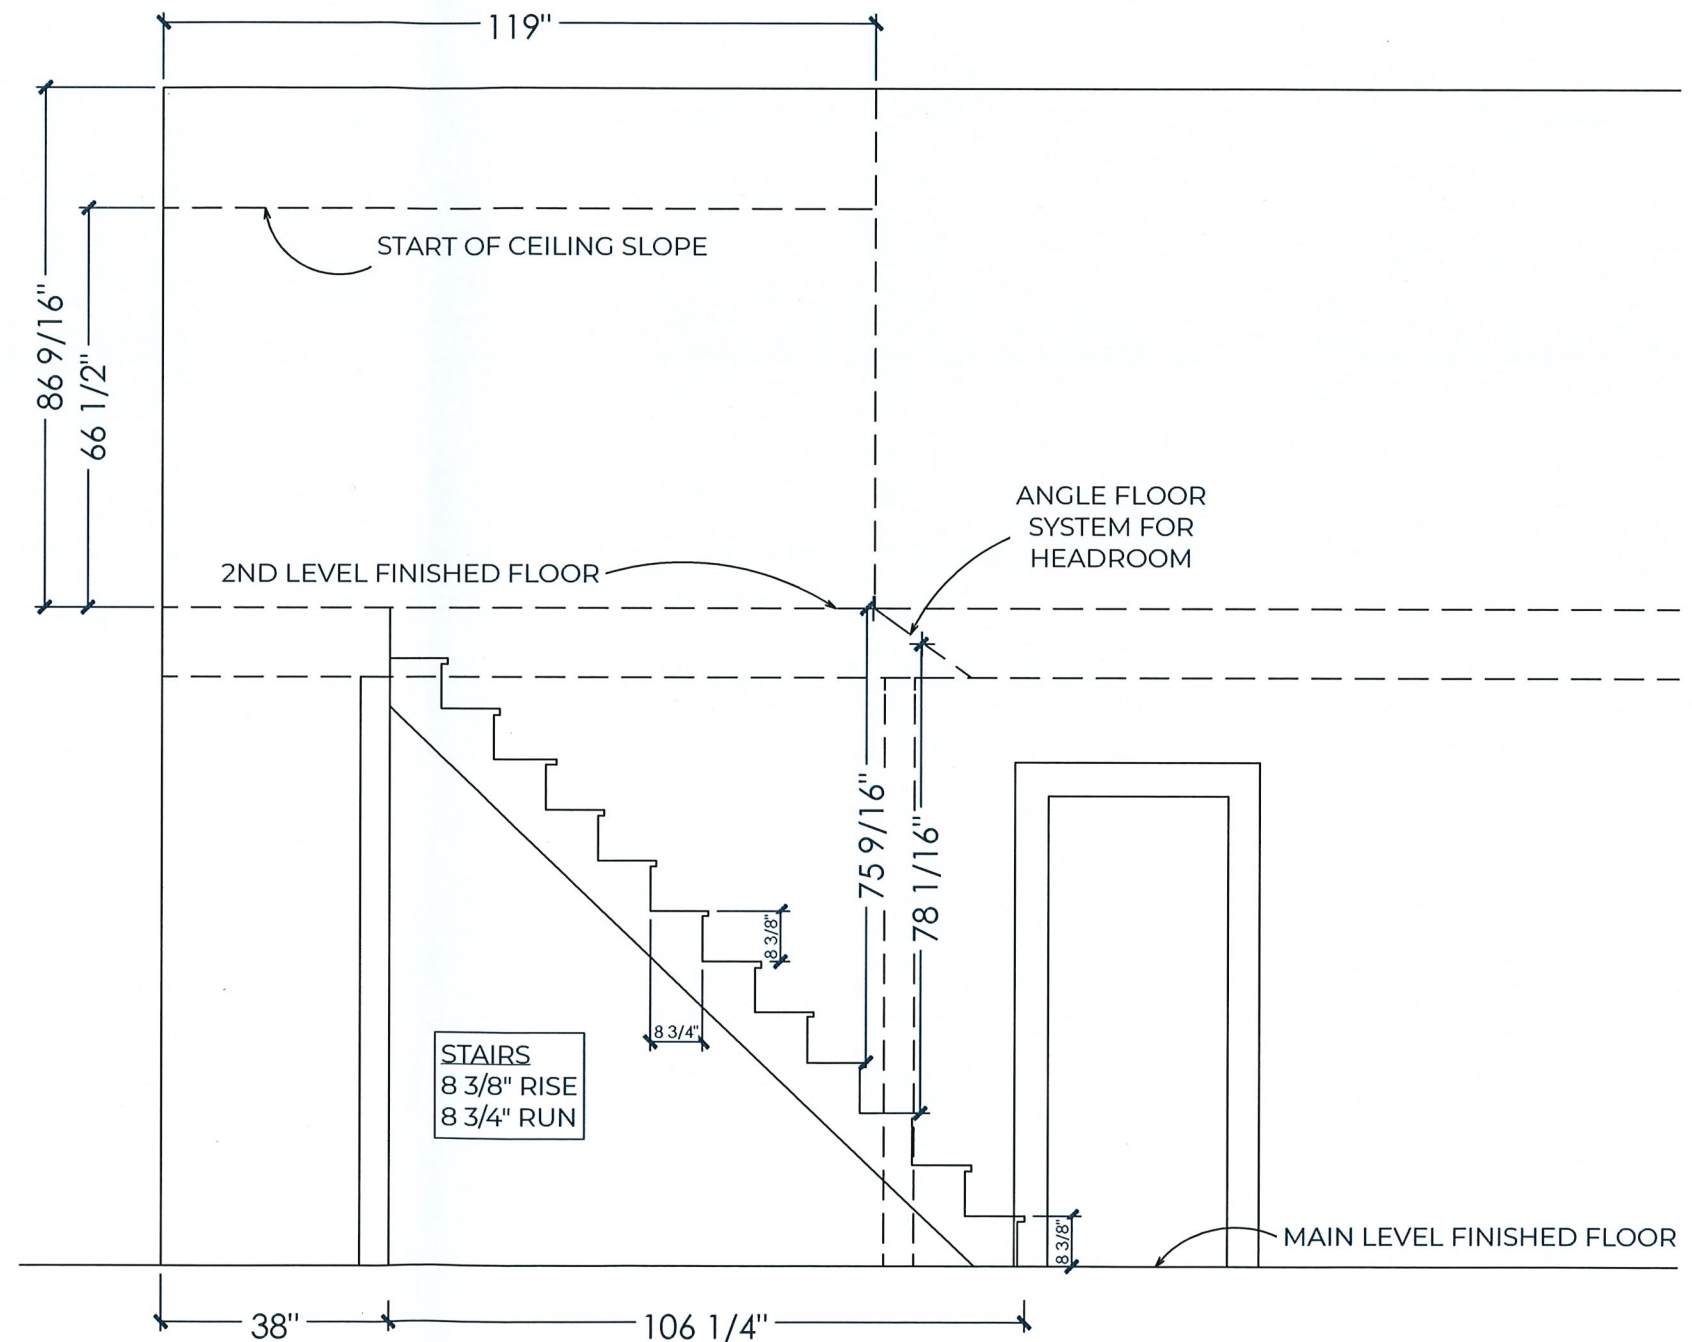 119"
START OF CEILING SLOPE
86 9/16"
66 1/2"
ANGLE FLOOR
SYSTEM FOR
HEADROOM
2ND LEVEL FINISHED FLOOR
75 9/16"
78 1/16"
8 3/8"
8 3/4"
STAIRS
8 3/8" RISE
8 3/4" RUN
8 3/8"
MAIN LEVEL FINISHED FLOOR
38"
106 1/4"